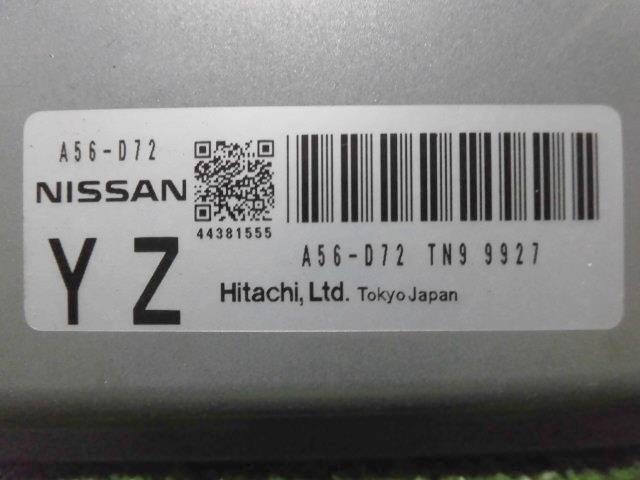 A56-D72
NISSAN
YZ
44381555
A56-D72 TN9 9927
Hitachi, Ltd. Tokyo Japan